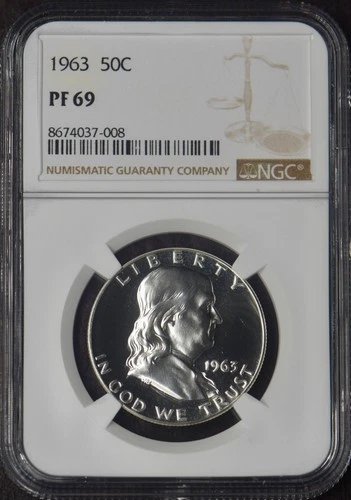 1963 50C
PF 69
8674037-008
NUMISMATIC GUARANTY COMPANY NGC®
LIBERTY
1963
IN GOD WE TRUST